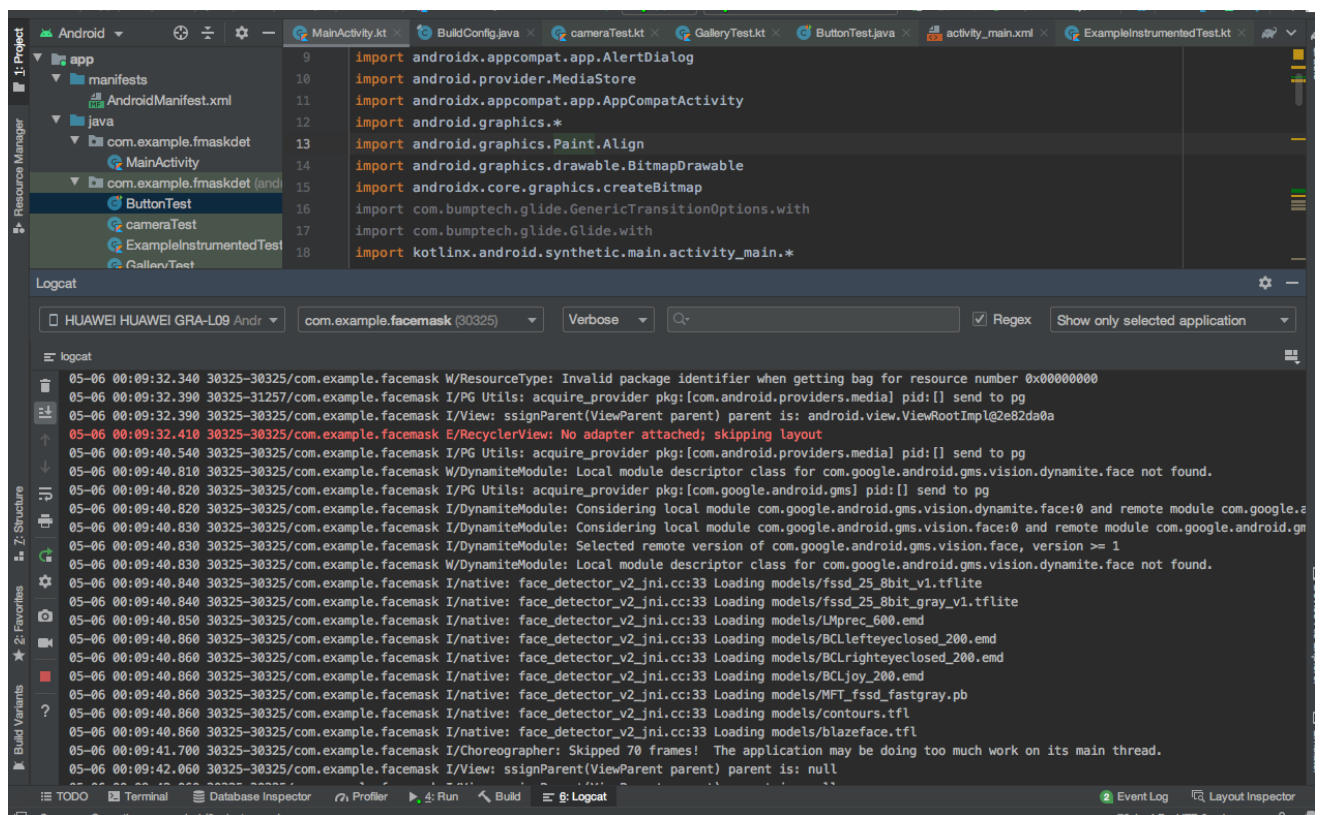 1: Project
Android
MainActivity.kt
BuildConfig.java
cameraTest.kt
GalleryTest.kt
ButtonTest.java
activity_main.xml
ExampleInstrumentedTest.kt
app
manifests
AndroidManifest.xml
java
com.example.fmaskdet
MainActivity
com.example.fmaskdet (andr
ButtonTest
cameraTest
ExampleInstrumentedTest
GalleryTest
Resource Manager
9 import androidx.appcompat.app.AlertDialog
10 import android.provider.MediaStore
11 import androidx.appcompat.app.AppCompatActivity
12 import android.graphics.*
13 import android.graphics.Paint.Align
14 import android.graphics.drawable.BitmapDrawable
15 import androidx.core.graphics.createBitmap
16 import com.bumptech.glide.GenericTransitionOptions.with
17 import com.bumptech.glide.Glide.with
18 import kotlinx.android.synthetic.main.activity_main.*
Logcat
HUAWEI HUAWEI GRA-L09 Andr
com.example.facemask (30325)
Verbose
Regex
Show only selected application
logcat
05-06 00:09:32.340 30325-30325/com.example.facemask W/ResourceType: Invalid package identifier when getting bag for resource number 0x00000000
05-06 00:09:32.390 30325-31257/com.example.facemask I/PG Utils: acquire_provider pkg:[com.android.providers.media] pid:[] send to pg
05-06 00:09:32.390 30325-30325/com.example.facemask I/View: ssignParent(ViewParent parent) parent is: android.view.ViewRootImpl@2e82da0a
05-06 00:09:32.410 30325-30325/com.example.facemask E/RecyclerView: No adapter attached; skipping layout
05-06 00:09:40.540 30325-30325/com.example.facemask I/PG Utils: acquire_provider pkg:[com.android.providers.media] pid:[] send to pg
05-06 00:09:40.810 30325-30325/com.example.facemask W/DynamiteModule: Local module descriptor class for com.google.android.gms.vision.dynamite.face not found.
05-06 00:09:40.820 30325-30325/com.example.facemask I/PG Utils: acquire_provider pkg:[com.google.android.gms] pid:[] send to pg
05-06 00:09:40.820 30325-30325/com.example.facemask I/DynamiteModule: Considering local module com.google.android.gms.vision.dynamite.face:0 and remote module com.google.a
05-06 00:09:40.830 30325-30325/com.example.facemask I/DynamiteModule: Considering local module com.google.android.gms.vision.face:0 and remote module com.google.android.gm
05-06 00:09:40.830 30325-30325/com.example.facemask I/DynamiteModule: Selected remote version of com.google.android.gms.vision.face, version >= 1
05-06 00:09:40.830 30325-30325/com.example.facemask W/DynamiteModule: Local module descriptor class for com.google.android.gms.vision.dynamite.face not found.
05-06 00:09:40.840 30325-30325/com.example.facemask I/native: face_detector_v2_jni.cc:33 Loading models/fssd_25_8bit_v1.tflite
05-06 00:09:40.840 30325-30325/com.example.facemask I/native: face_detector_v2_jni.cc:33 Loading models/fssd_25_8bit_gray_v1.tflite
05-06 00:09:40.850 30325-30325/com.example.facemask I/native: face_detector_v2_jni.cc:33 Loading models/LMprec_600.emd
05-06 00:09:40.860 30325-30325/com.example.facemask I/native: face_detector_v2_jni.cc:33 Loading models/BCLlefteyeclosed_200.emd
05-06 00:09:40.860 30325-30325/com.example.facemask I/native: face_detector_v2_jni.cc:33 Loading models/BCLrighteyeclosed_200.emd
05-06 00:09:40.860 30325-30325/com.example.facemask I/native: face_detector_v2_jni.cc:33 Loading models/BCLjoy_200.emd
05-06 00:09:40.860 30325-30325/com.example.facemask I/native: face_detector_v2_jni.cc:33 Loading models/MFT_fssd_fastgray.pb
05-06 00:09:40.860 30325-30325/com.example.facemask I/native: face_detector_v2_jni.cc:33 Loading models/contours.tfl
05-06 00:09:40.860 30325-30325/com.example.facemask I/native: face_detector_v2_jni.cc:33 Loading models/blazeface.tfl
05-06 00:09:41.700 30325-30325/com.example.facemask I/Choreographer: Skipped 70 frames! The application may be doing too much work on its main thread.
05-06 00:09:42.060 30325-30325/com.example.facemask I/View: ssignParent(ViewParent parent) parent is: null
Z: Structure
2: Favorites
Build Variants
?
TODO
Terminal
Database Inspector
Profiler
4: Run
Build
6: Logcat
2 Event Log
Layout Inspector